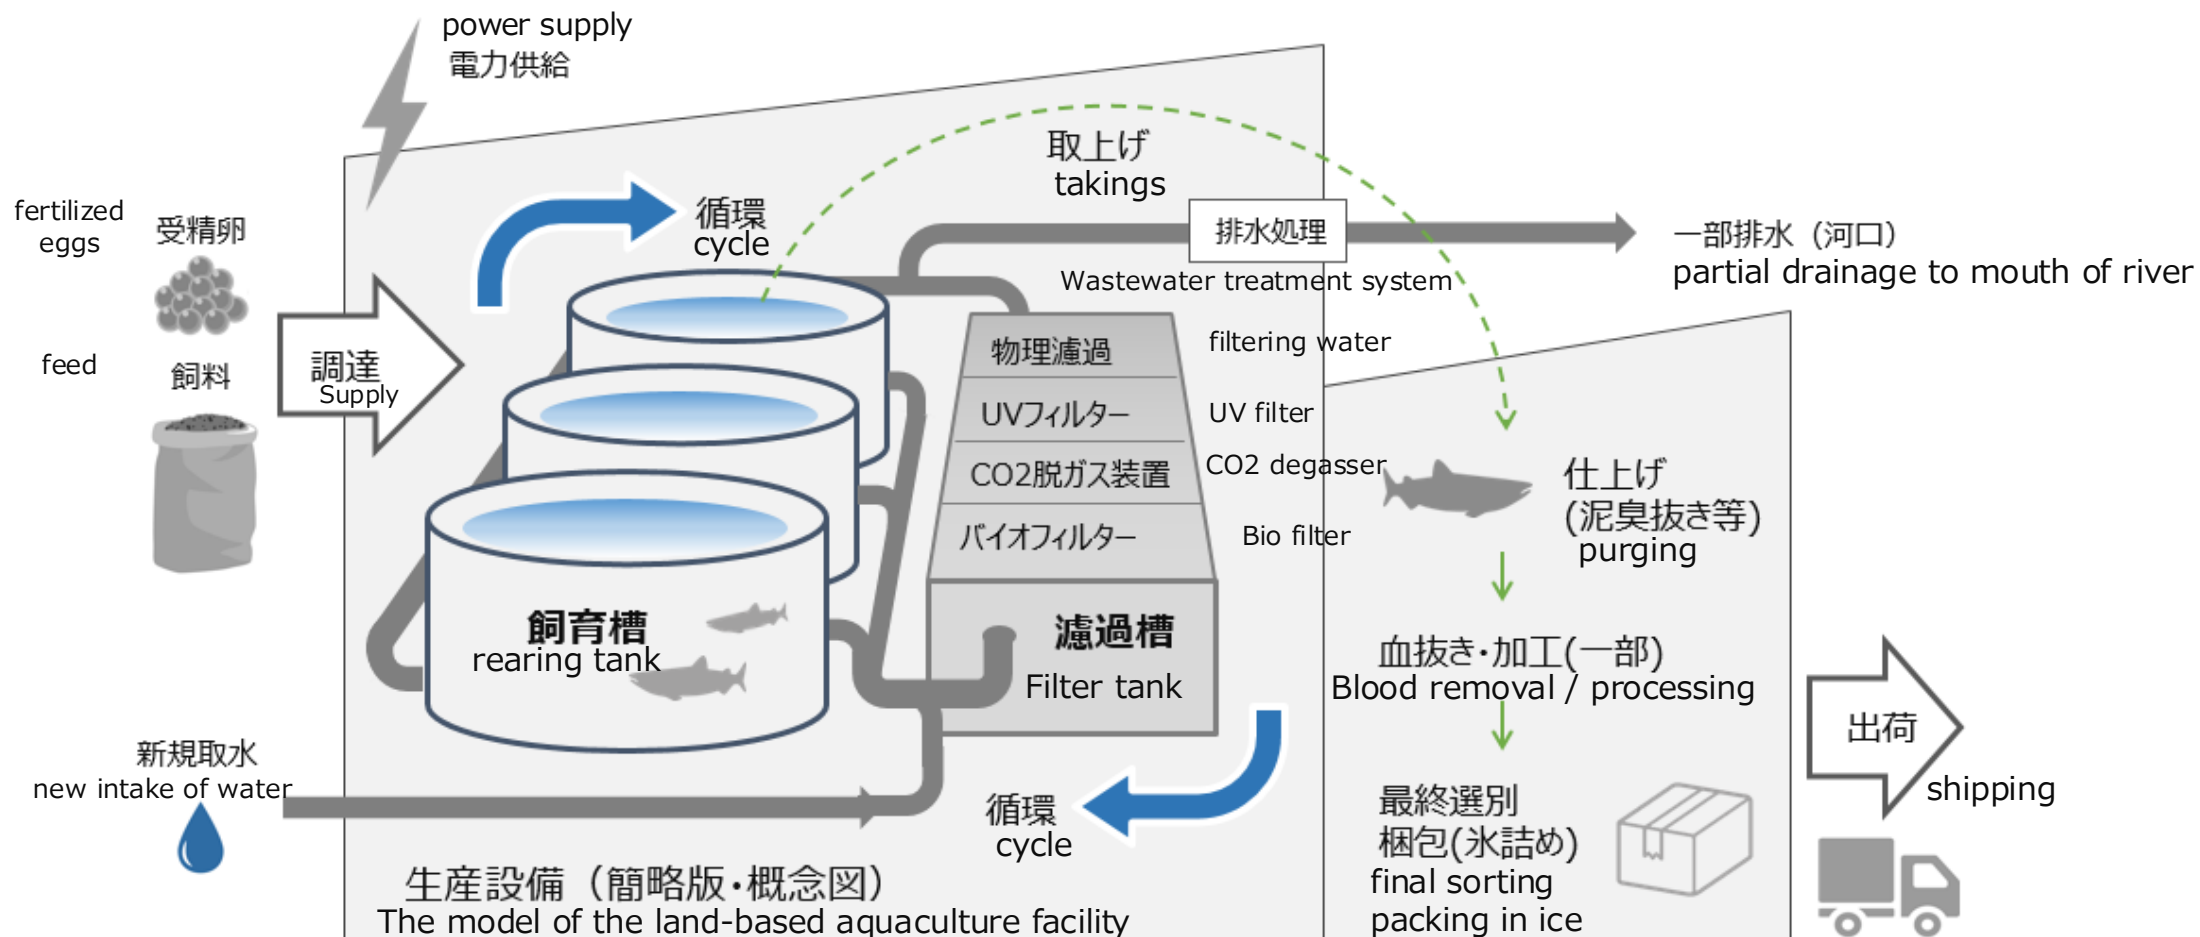 power supply
電力供給
fertilized
eggs
受精卵
feed
飼料
調達
Supply
新規取水
new intake of water
循環
cycle
取上げ
takings
排水処理
Wastewater treatment system
一部排水（河口）
partial drainage to mouth of river
物理濾過
filtering water
UVフィルター
UV filter
CO2脱ガス装置
CO2 degasser
バイオフィルター
Bio filter
飼育槽
rearing tank
濾過槽
Filter tank
循環
cycle
生産設備（簡略版・概念図）
The model of the land-based aquaculture facility
仕上げ
(泥臭抜き等)
purging
血抜き・加工(一部)
Blood removal / processing
最終選別
梱包(氷詰め)
final sorting
packing in ice
出荷
shipping